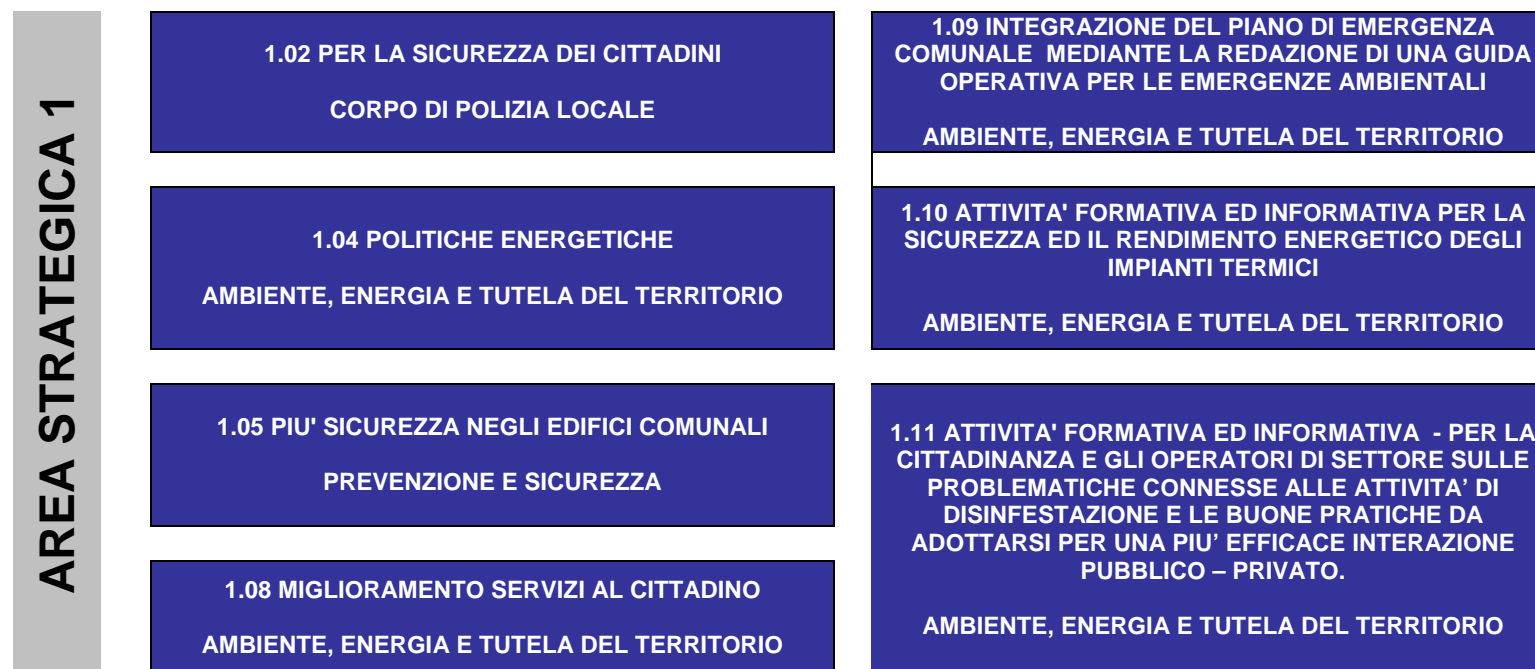 AREA STRATEGICA 1
1.02 PER LA SICUREZZA DEI CITTADINI
CORPO DI POLIZIA LOCALE
1.04 POLITICHE ENERGETICHE
AMBIENTE, ENERGIA E TUTELA DEL TERRITORIO
1.05 PIU' SICUREZZA NEGLI EDIFICI COMUNALI
PREVENZIONE E SICUREZZA
1.08 MIGLIORAMENTO SERVIZI AL CITTADINO
AMBIENTE, ENERGIA E TUTELA DEL TERRITORIO
1.09 INTEGRAZIONE DEL PIANO DI EMERGENZA
COMUNALE MEDIANTE LA REDAZIONE DI UNA GUIDA
OPERATIVA PER LE EMERGENZE AMBIENTALI
AMBIENTE, ENERGIA E TUTELA DEL TERRITORIO
1.10 ATTIVITA' FORMATIVA ED INFORMATIVA PER LA
SICUREZZA ED IL RENDIMENTO ENERGETICO DEGLI
IMPIANTI TERMICI
AMBIENTE, ENERGIA E TUTELA DEL TERRITORIO
1.11 ATTIVITA' FORMATIVA ED INFORMATIVA - PER LA
CITTADINANZA E GLI OPERATORI DI SETTORE SULLE
PROBLEMATICHE CONNESSE ALLE ATTIVITA’ DI
DISINFESTAZIONE E LE BUONE PRATICHE DA
ADOTTARSI PER UNA PIU’ EFFICACE INTERAZIONE
PUBBLICO – PRIVATO.
AMBIENTE, ENERGIA E TUTELA DEL TERRITORIO